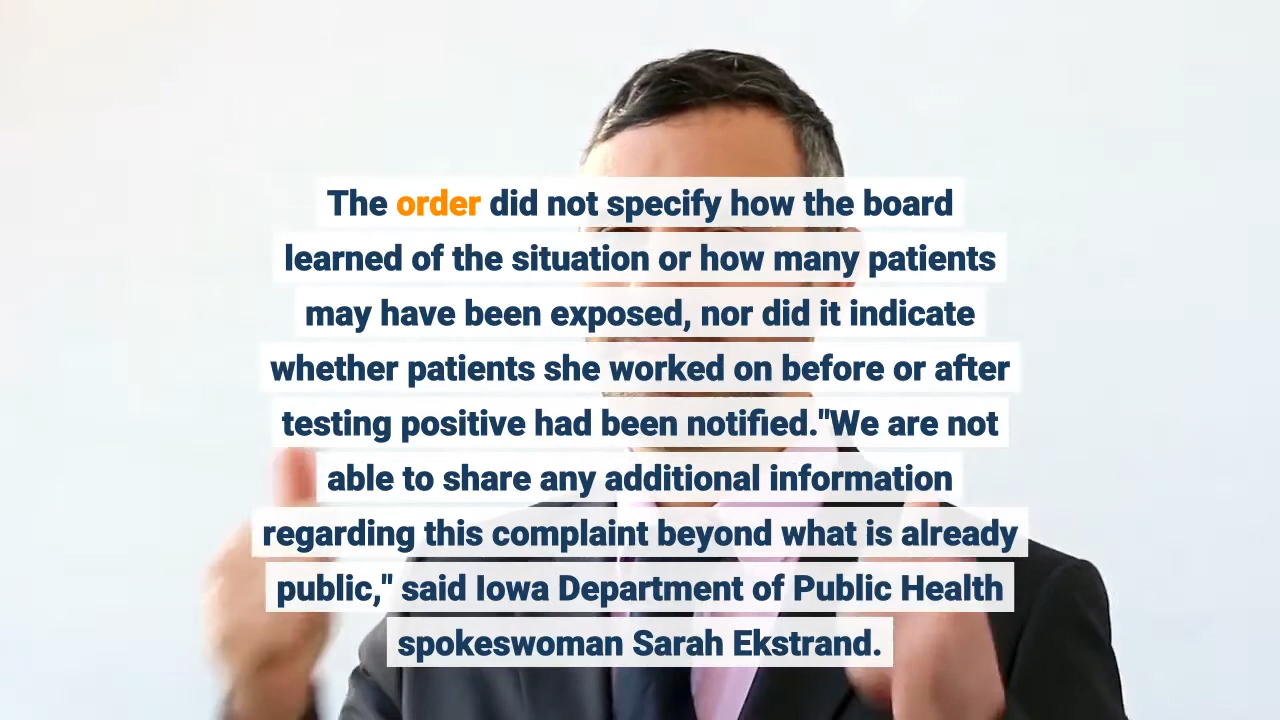 The order did not specify how the board
learned of the situation or how many patients
may have been exposed, nor did it indicate
whether patients she worked on before or after
testing positive had been notified."We are not
able to share any additional information
regarding this complaint beyond what is already
public," said Iowa Department of Public Health
spokeswoman Sarah Ekstrand.